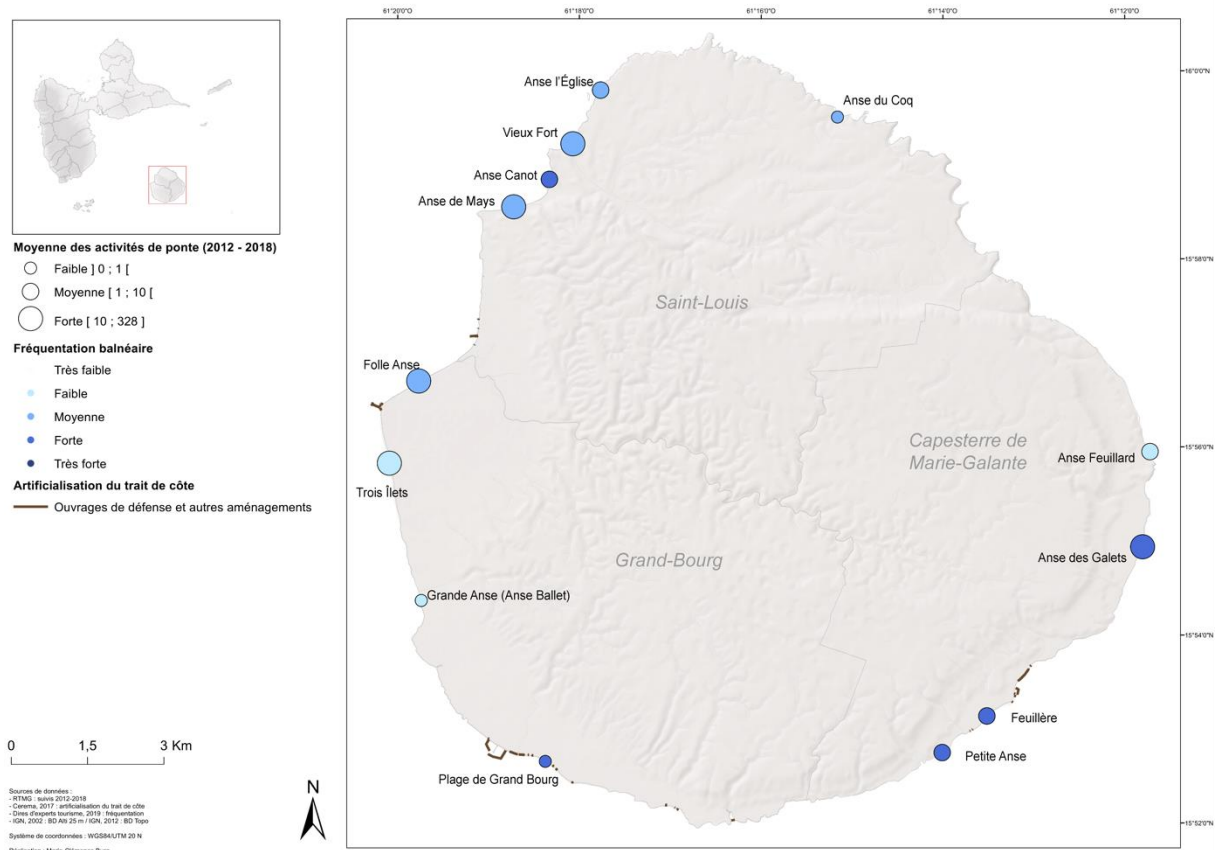 61°20'0"O
61°18'0"O
61°16'0"O
61°14'0"O
61°12'0"O
Moyenne des activités de ponte (2012 - 2018)
Faible ] 0 ; 1 [
Moyenne [ 1 ; 10 [
Forte [ 10 ; 328 ]
Fréquentation balnéaire
Très faible
Faible
Moyenne
Forte
Très forte
Artificialisation du trait de côte
Ouvrages de défense et autres aménagements
0 1,5 3 Km
Sources de données :
- RTMG : suivis 2012-2018
- Cerema, 2017 : artificialisation du trait de côte
- Dires d'experts tourisme, 2019 : fréquentation
- IGN, 2002 : BD Alti 25 m / IGN, 2012 : BD Topo
Système de coordonnées : WGS84/UTM 20 N
N
Anse l'Église
Anse du Coq
Vieux Fort
Anse Canot
Anse de Mays
Saint-Louis
Folle Anse
Capesterre de
Marie-Galante
Anse Feuillard
Trois Îlets
Anse des Galets
Grand-Bourg
Grande Anse (Anse Ballet)
Feuillère
Petite Anse
Plage de Grand Bourg
16°0'0"N
15°58'0"N
15°56'0"N
15°54'0"N
15°52'0"N